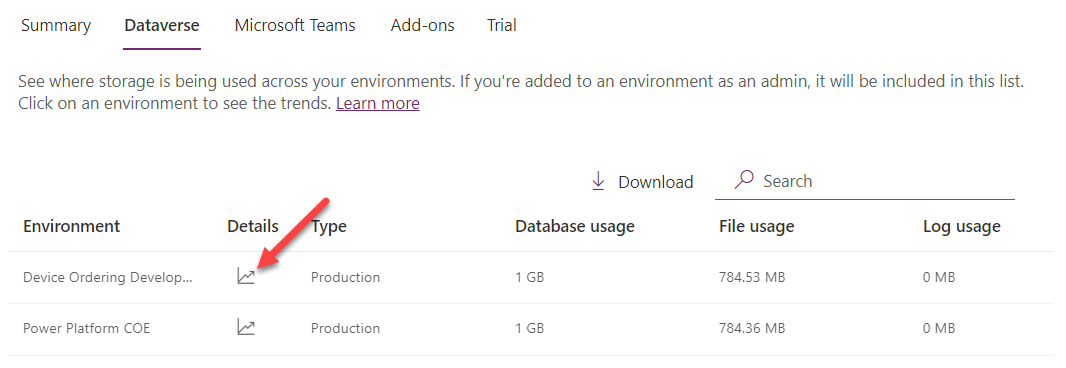 Summary Dataverse Microsoft Teams Add-ons Trial
See where storage is being used across your environments. If you're added to an environment as an admin, it will be included in this list.
Click on an environment to see the trends. Learn more
Download Search
Environment Details Type Database usage File usage Log usage
Device Ordering Develop... Production 1 GB 784.53 MB 0 MB
Power Platform COE Production 1 GB 784.36 MB 0 MB